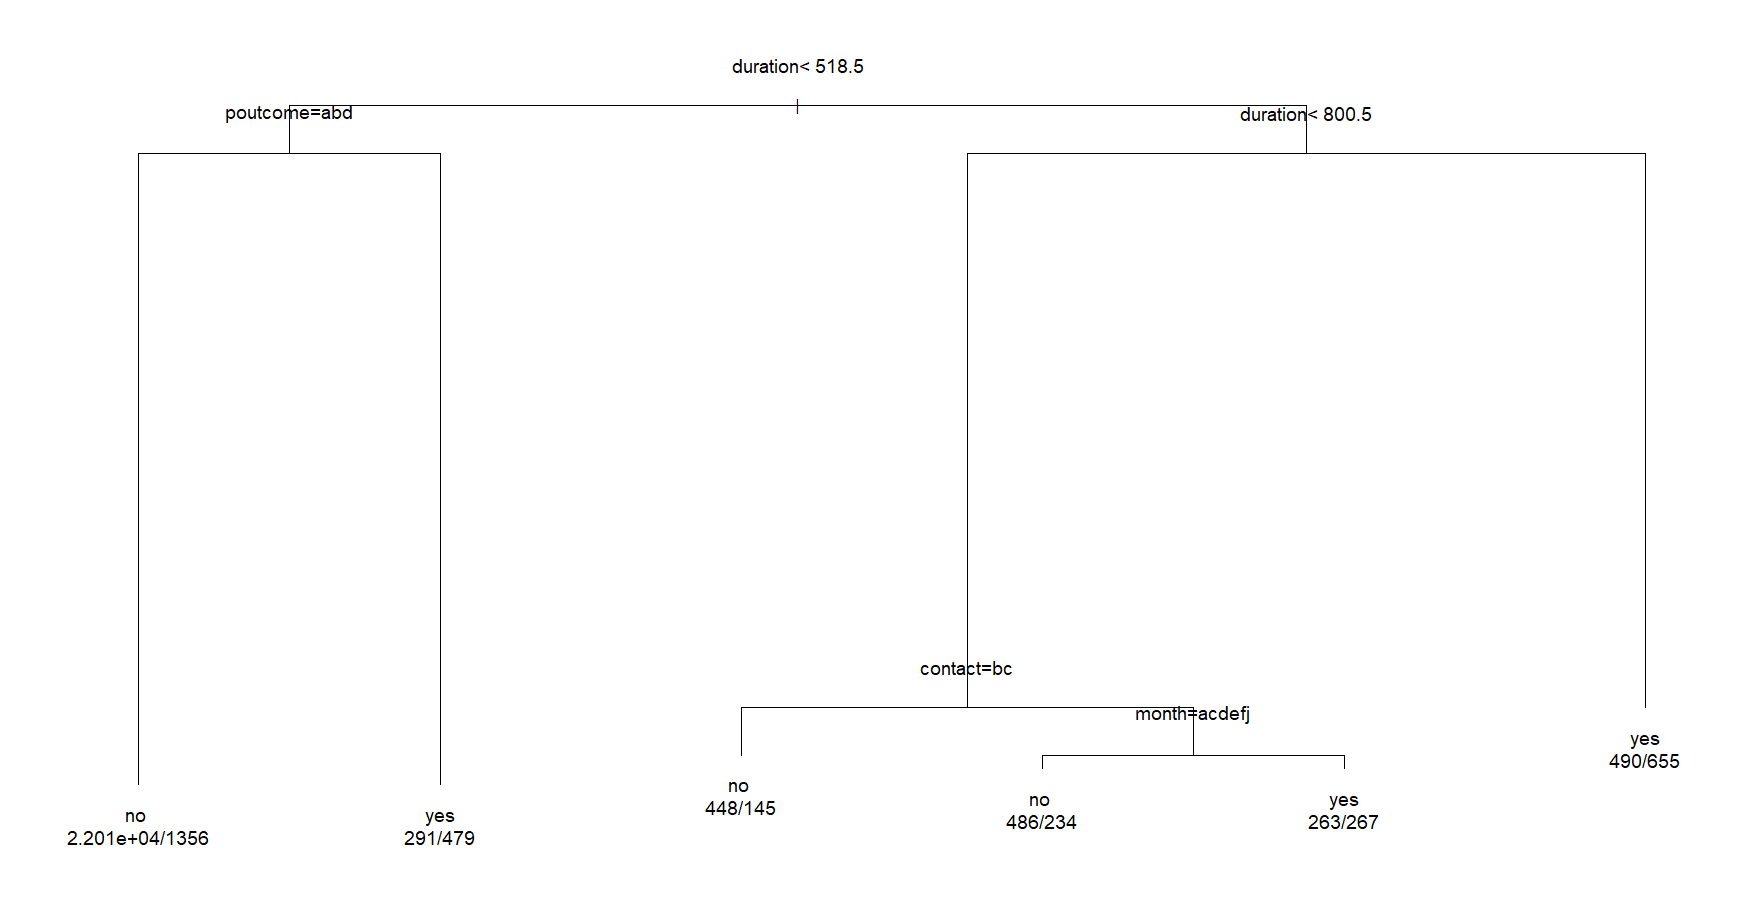 duration< 518.5
poutcome=abd
duration< 800.5
contact=bc
month=acdefj
yes
490/655
no
448/145
no
486/234
yes
263/267
no
2.201e+04/1356
yes
291/479